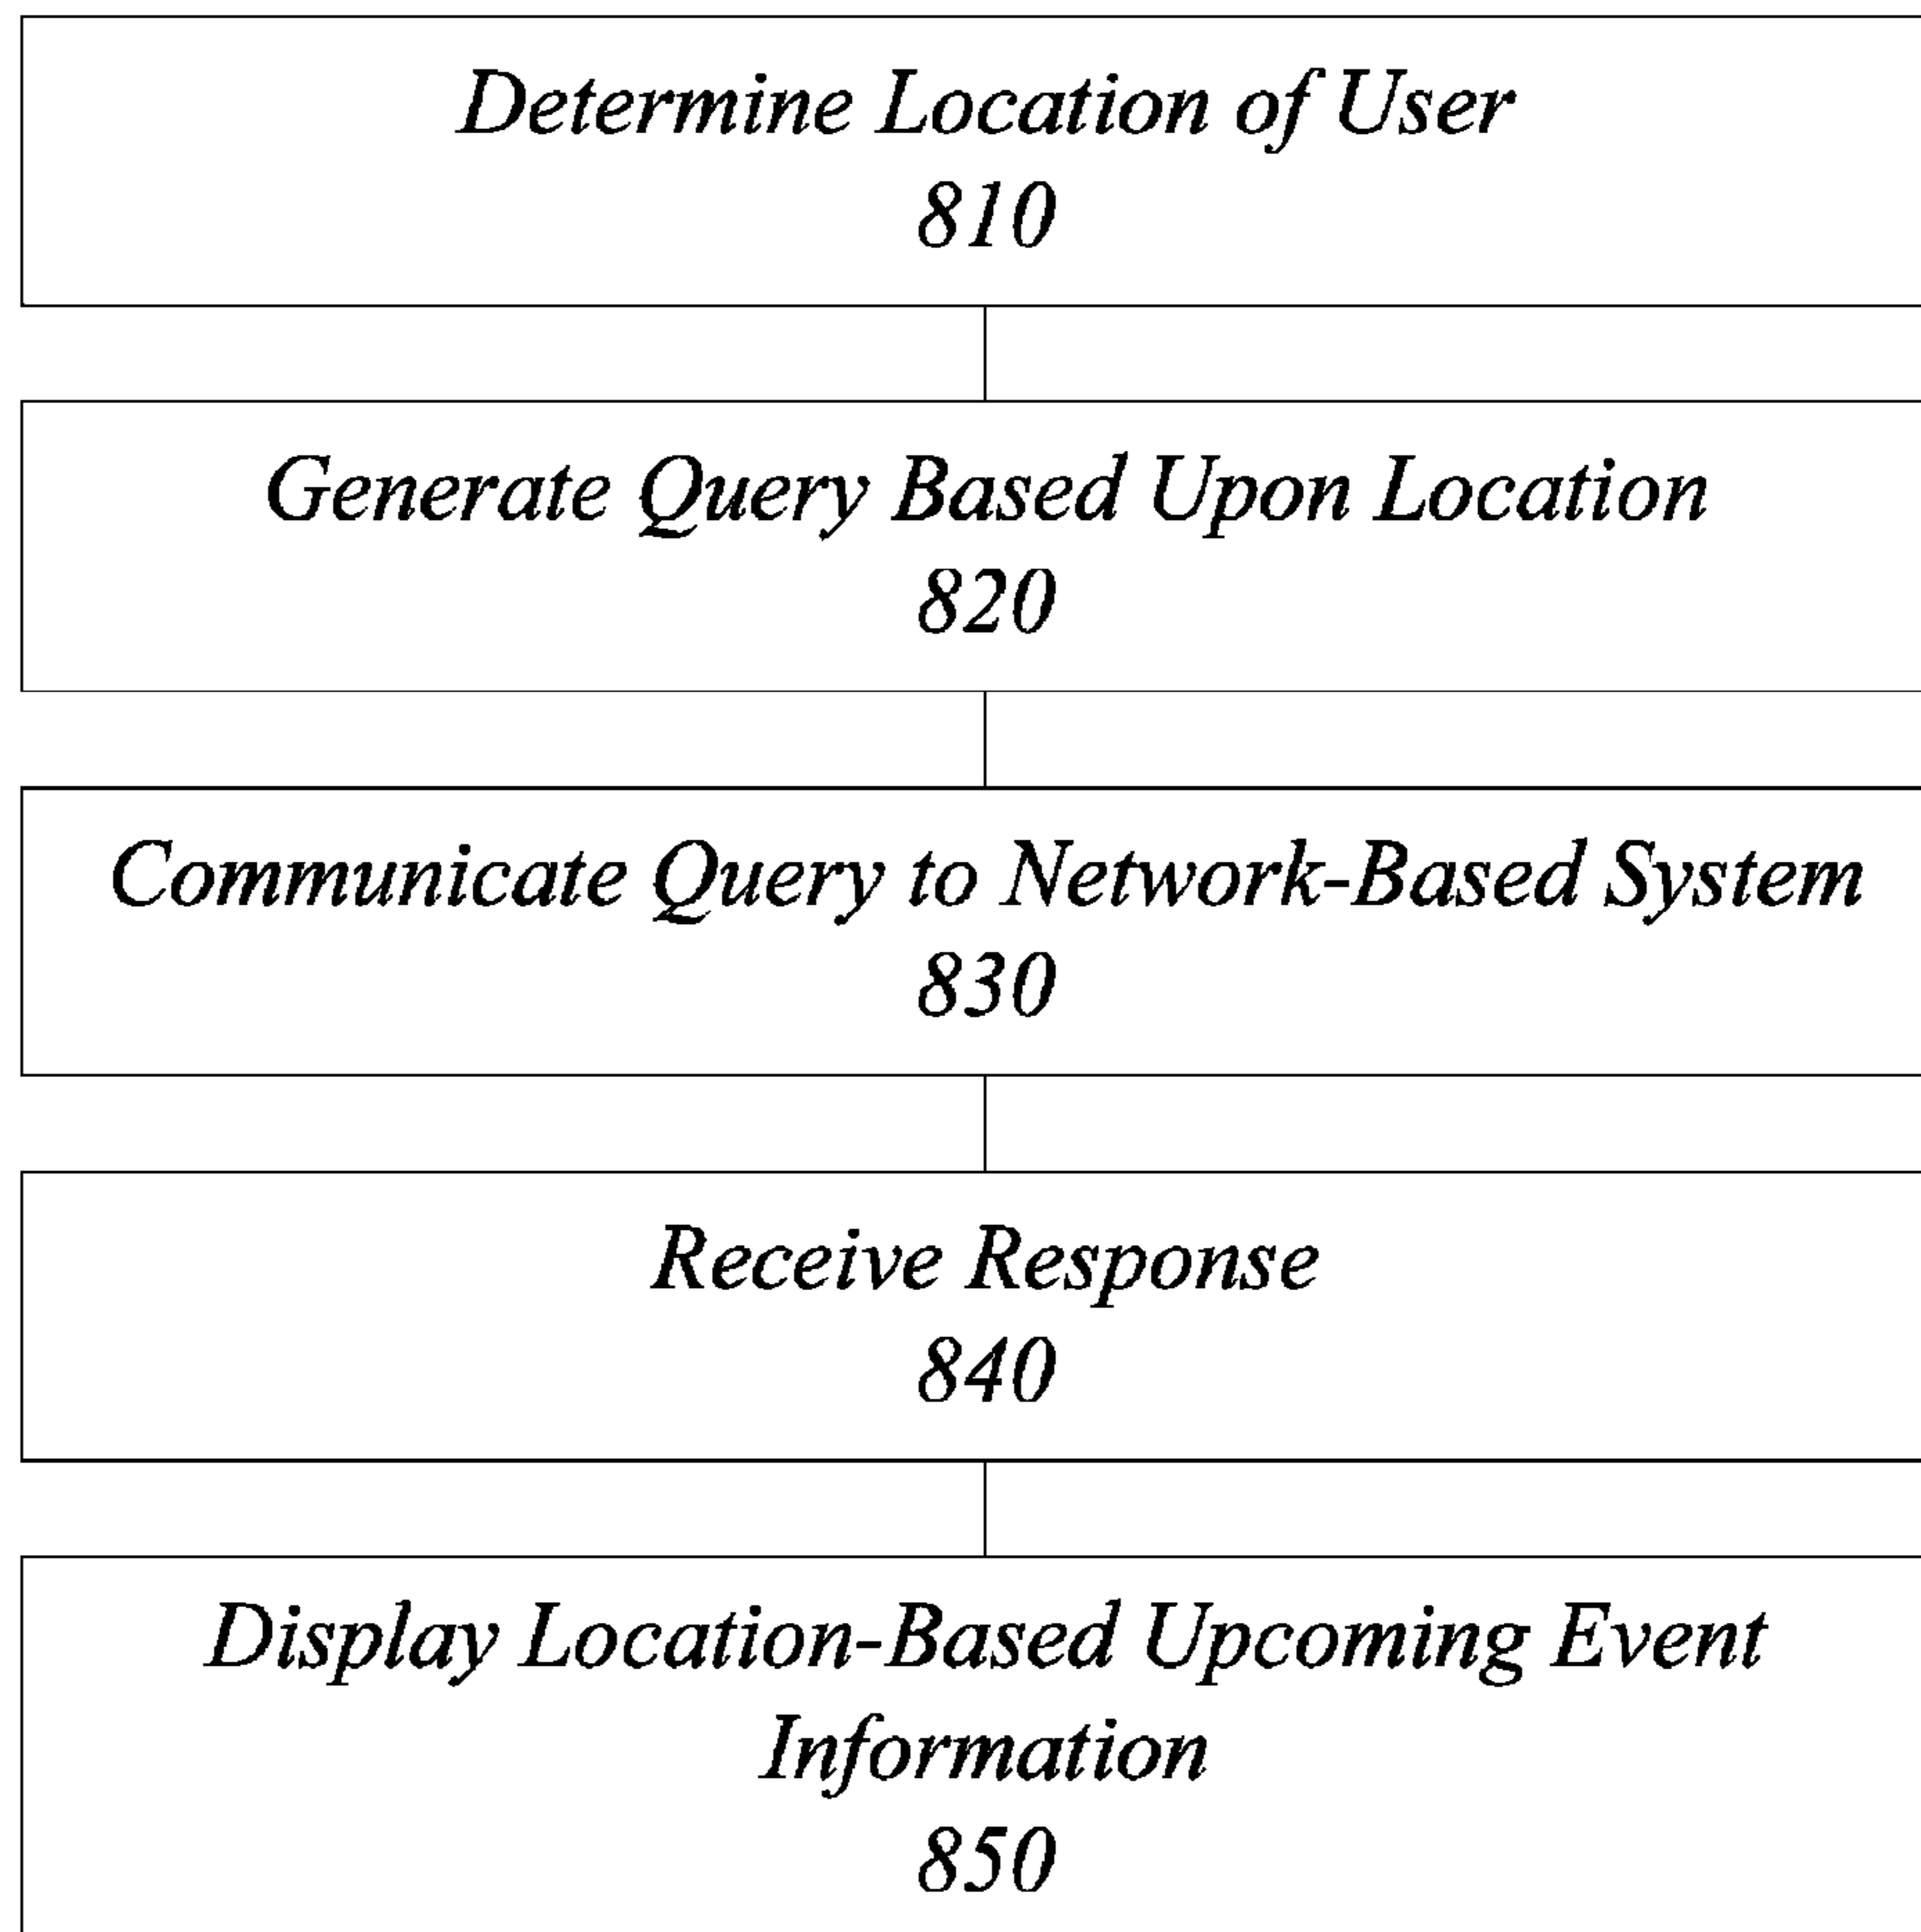 Determine Location of User
810
Generate Query Based Upon Location
820
Communicate Query to Network-Based System
830
Receive Response
840
Display Location-Based Upcoming Event
Information
850